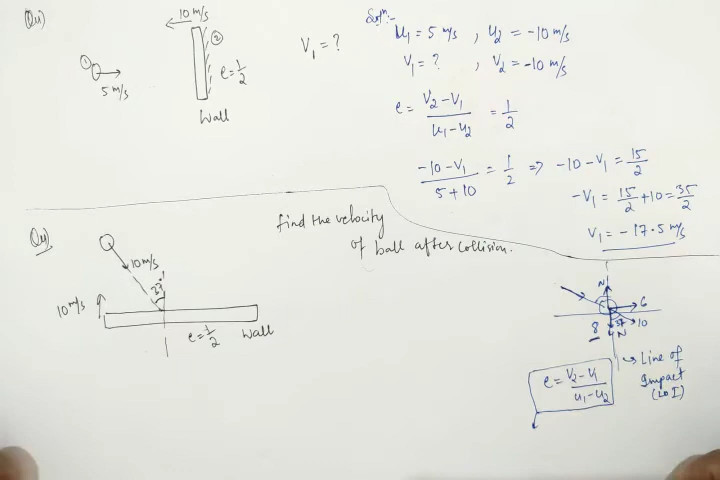 Qu)
10 m/s
①
5 m/s
②
e = 1/2
Wall
V₁ = ?
Solⁿ:-
u₁ = 5 m/s , u₂ = -10 m/s
V₁ = ? , V₂ = -10 m/s
e = (V₂ - V₁)/(u₁ - u₂) = 1/2
(-10 - V₁)/(5 + 10) = 1/2 ⇒ -10 - V₁ = 15/2
-V₁ = 15/2 + 10 = 35/2
V₁ = -17.5 m/s
Qu)
10 m/s
37°
10 m/s
e = 1/2
Wall
find the velocity
of ball after collision.
N
6
8
37
10
N
Line of
Impact
(LOI)
e = (V₂ - V₁)/(u₁ - u₂)